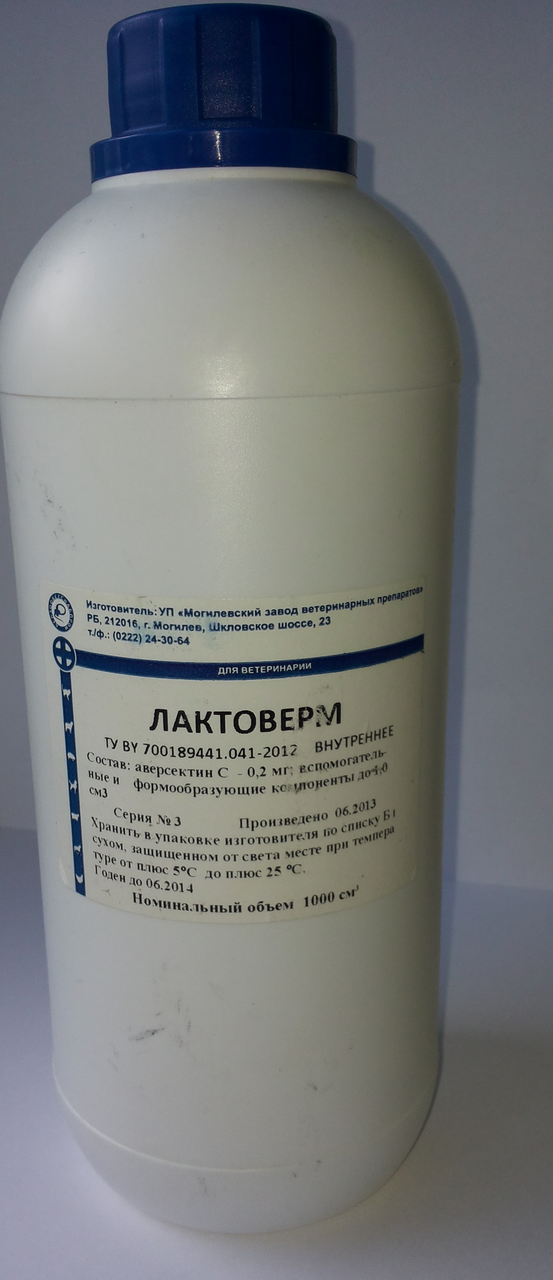 Изготовитель: УП «Могилевский завод ветеринарных препаратов»
РБ, 212016, г. Могилев, Шкловское шоссе, 23
т./ф.: (0222) 24-30-64
ДЛЯ ВЕТЕРИНАРИИ
ЛАКТОВЕРМ
ТУ BY 700189441.041-2012 ВНУТРЕННЕЕ
Состав: аверсектин С - 0,2 мг; вспомогатель-
ные и формообразующие компоненты до 1,0
см3
Серия № 3 Произведено 06.2013
Хранить в упаковке изготовителя по списку Б
сухом, защищенном от света месте при темпера
туре от плюс 5°С до плюс 25 °С.
Годен до 06.2014
Номинальный объем 1000 см³